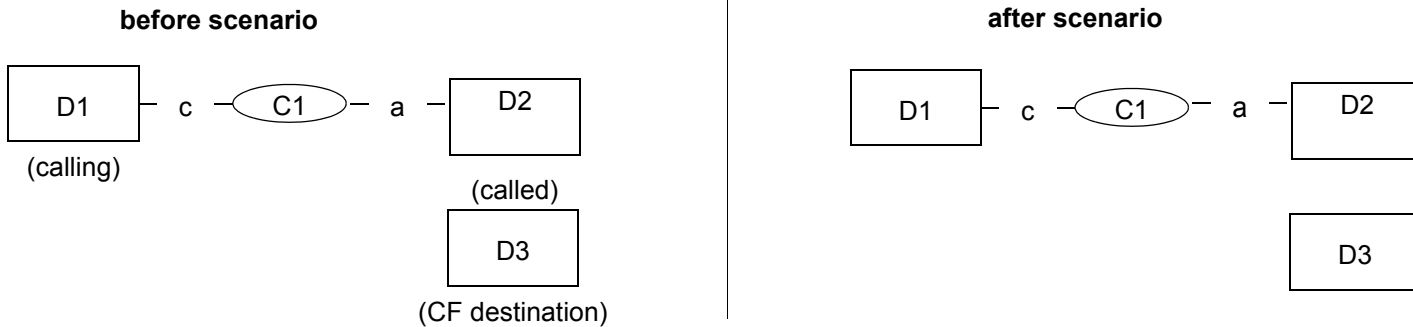 before scenario
D1 c C1 a D2
(calling)
(called)
D3
(CF destination)
after scenario
D1 c C1 a D2
D3